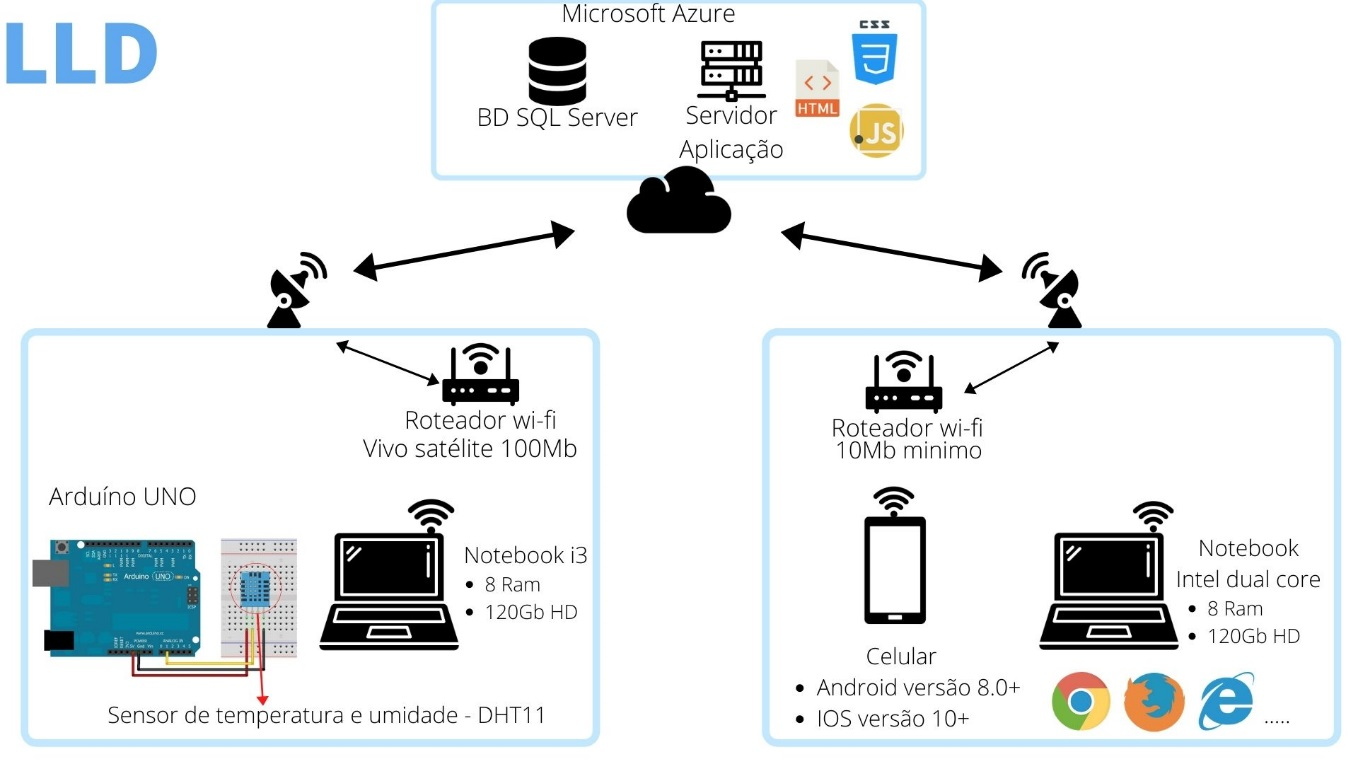 LLD
Microsoft Azure
BD SQL Server
Servidor
Aplicação
HTML
CSS
JS
Roteador wi-fi
Vivo satélite 100Mb
Arduíno UNO
Arduino UNO
Notebook i3
• 8 Ram
• 120Gb HD
Sensor de temperatura e umidade - DHT11
Roteador wi-fi
10Mb minimo
Celular
• Android versão 8.0+
• IOS versão 10+
Notebook
Intel dual core
• 8 Ram
• 120Gb HD
.....